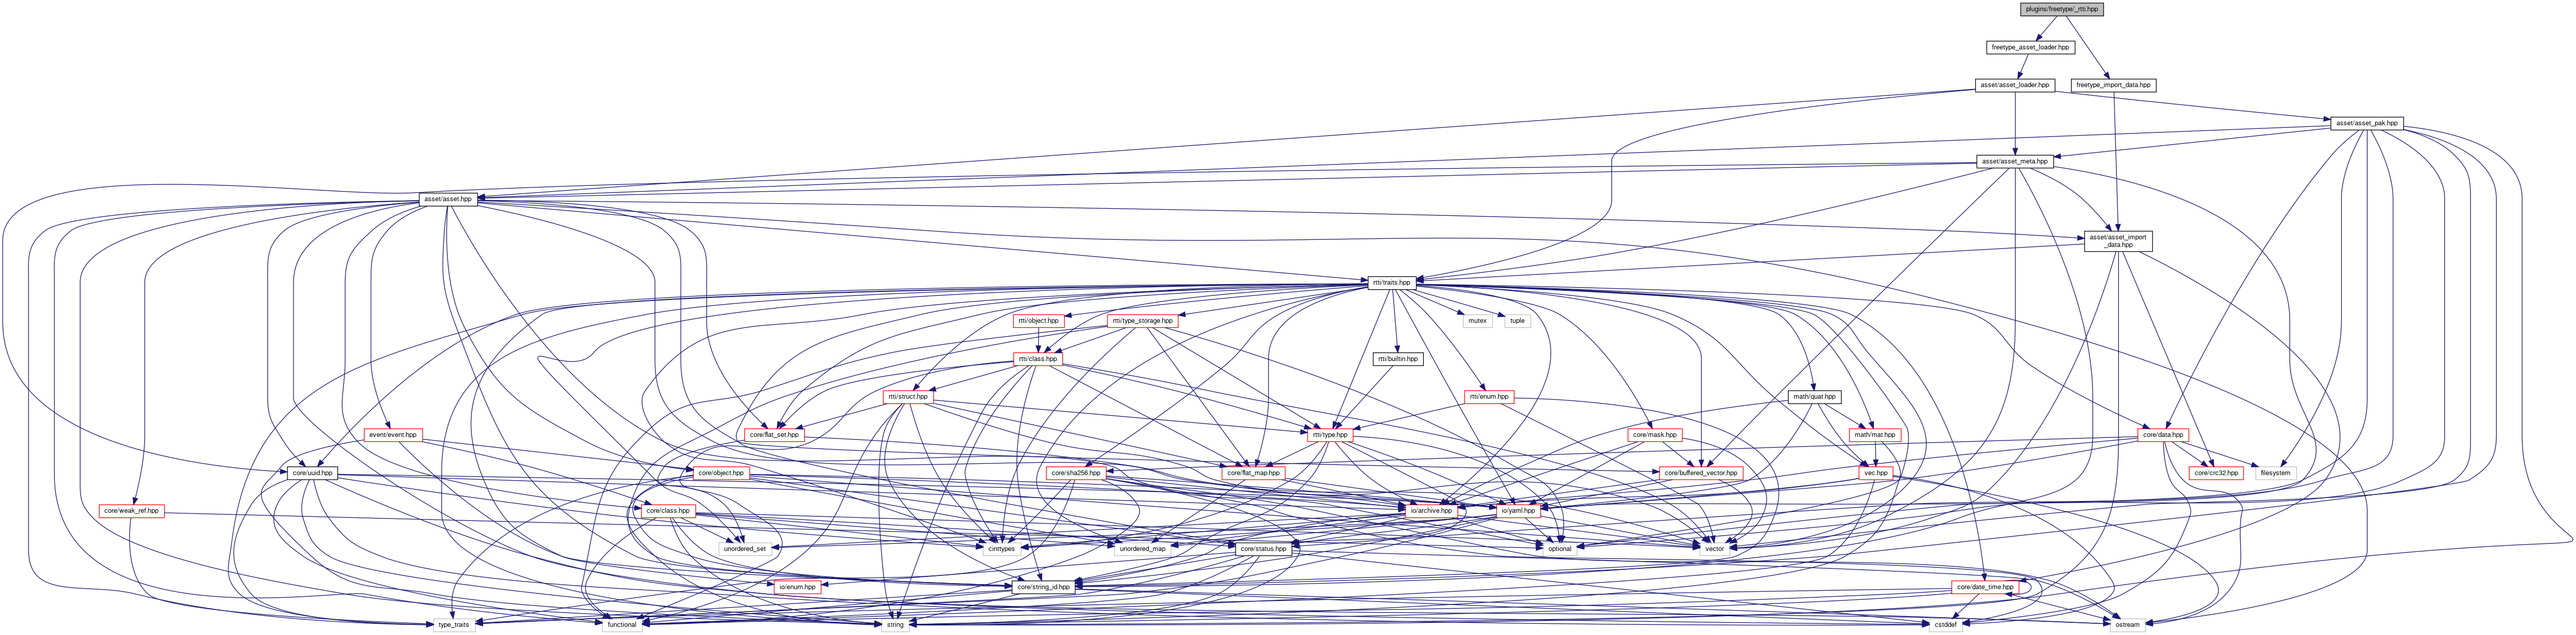 plugins/freetype/_rtti.hpp
freetype_asset_loader.hpp
asset/asset_loader.hpp
freetype_import_data.hpp
asset/asset_pak.hpp
asset/asset_meta.hpp
asset/asset.hpp
asset/asset_import
_data.hpp
rtti/traits.hpp
rtti/object.hpp
rtti/type_storage.hpp
mutex
tuple
rtti/class.hpp
rtti/builtin.hpp
rtti/struct.hpp
rtti/enum.hpp
math/quat.hpp
event/event.hpp
core/flat_set.hpp
rtti/type.hpp
core/mask.hpp
math/mat.hpp
core/data.hpp
core/uuid.hpp
core/object.hpp
core/sha256.hpp
core/flat_map.hpp
core/buffered_vector.hpp
vec.hpp
core/crc32.hpp
filesystem
core/weak_ref.hpp
core/class.hpp
io/archive.hpp
io/yaml.hpp
unordered_set
cinttypes
unordered_map
core/status.hpp
optional
vector
io/enum.hpp
core/string_id.hpp
core/date_time.hpp
type_traits
functional
string
cstddef
ostream